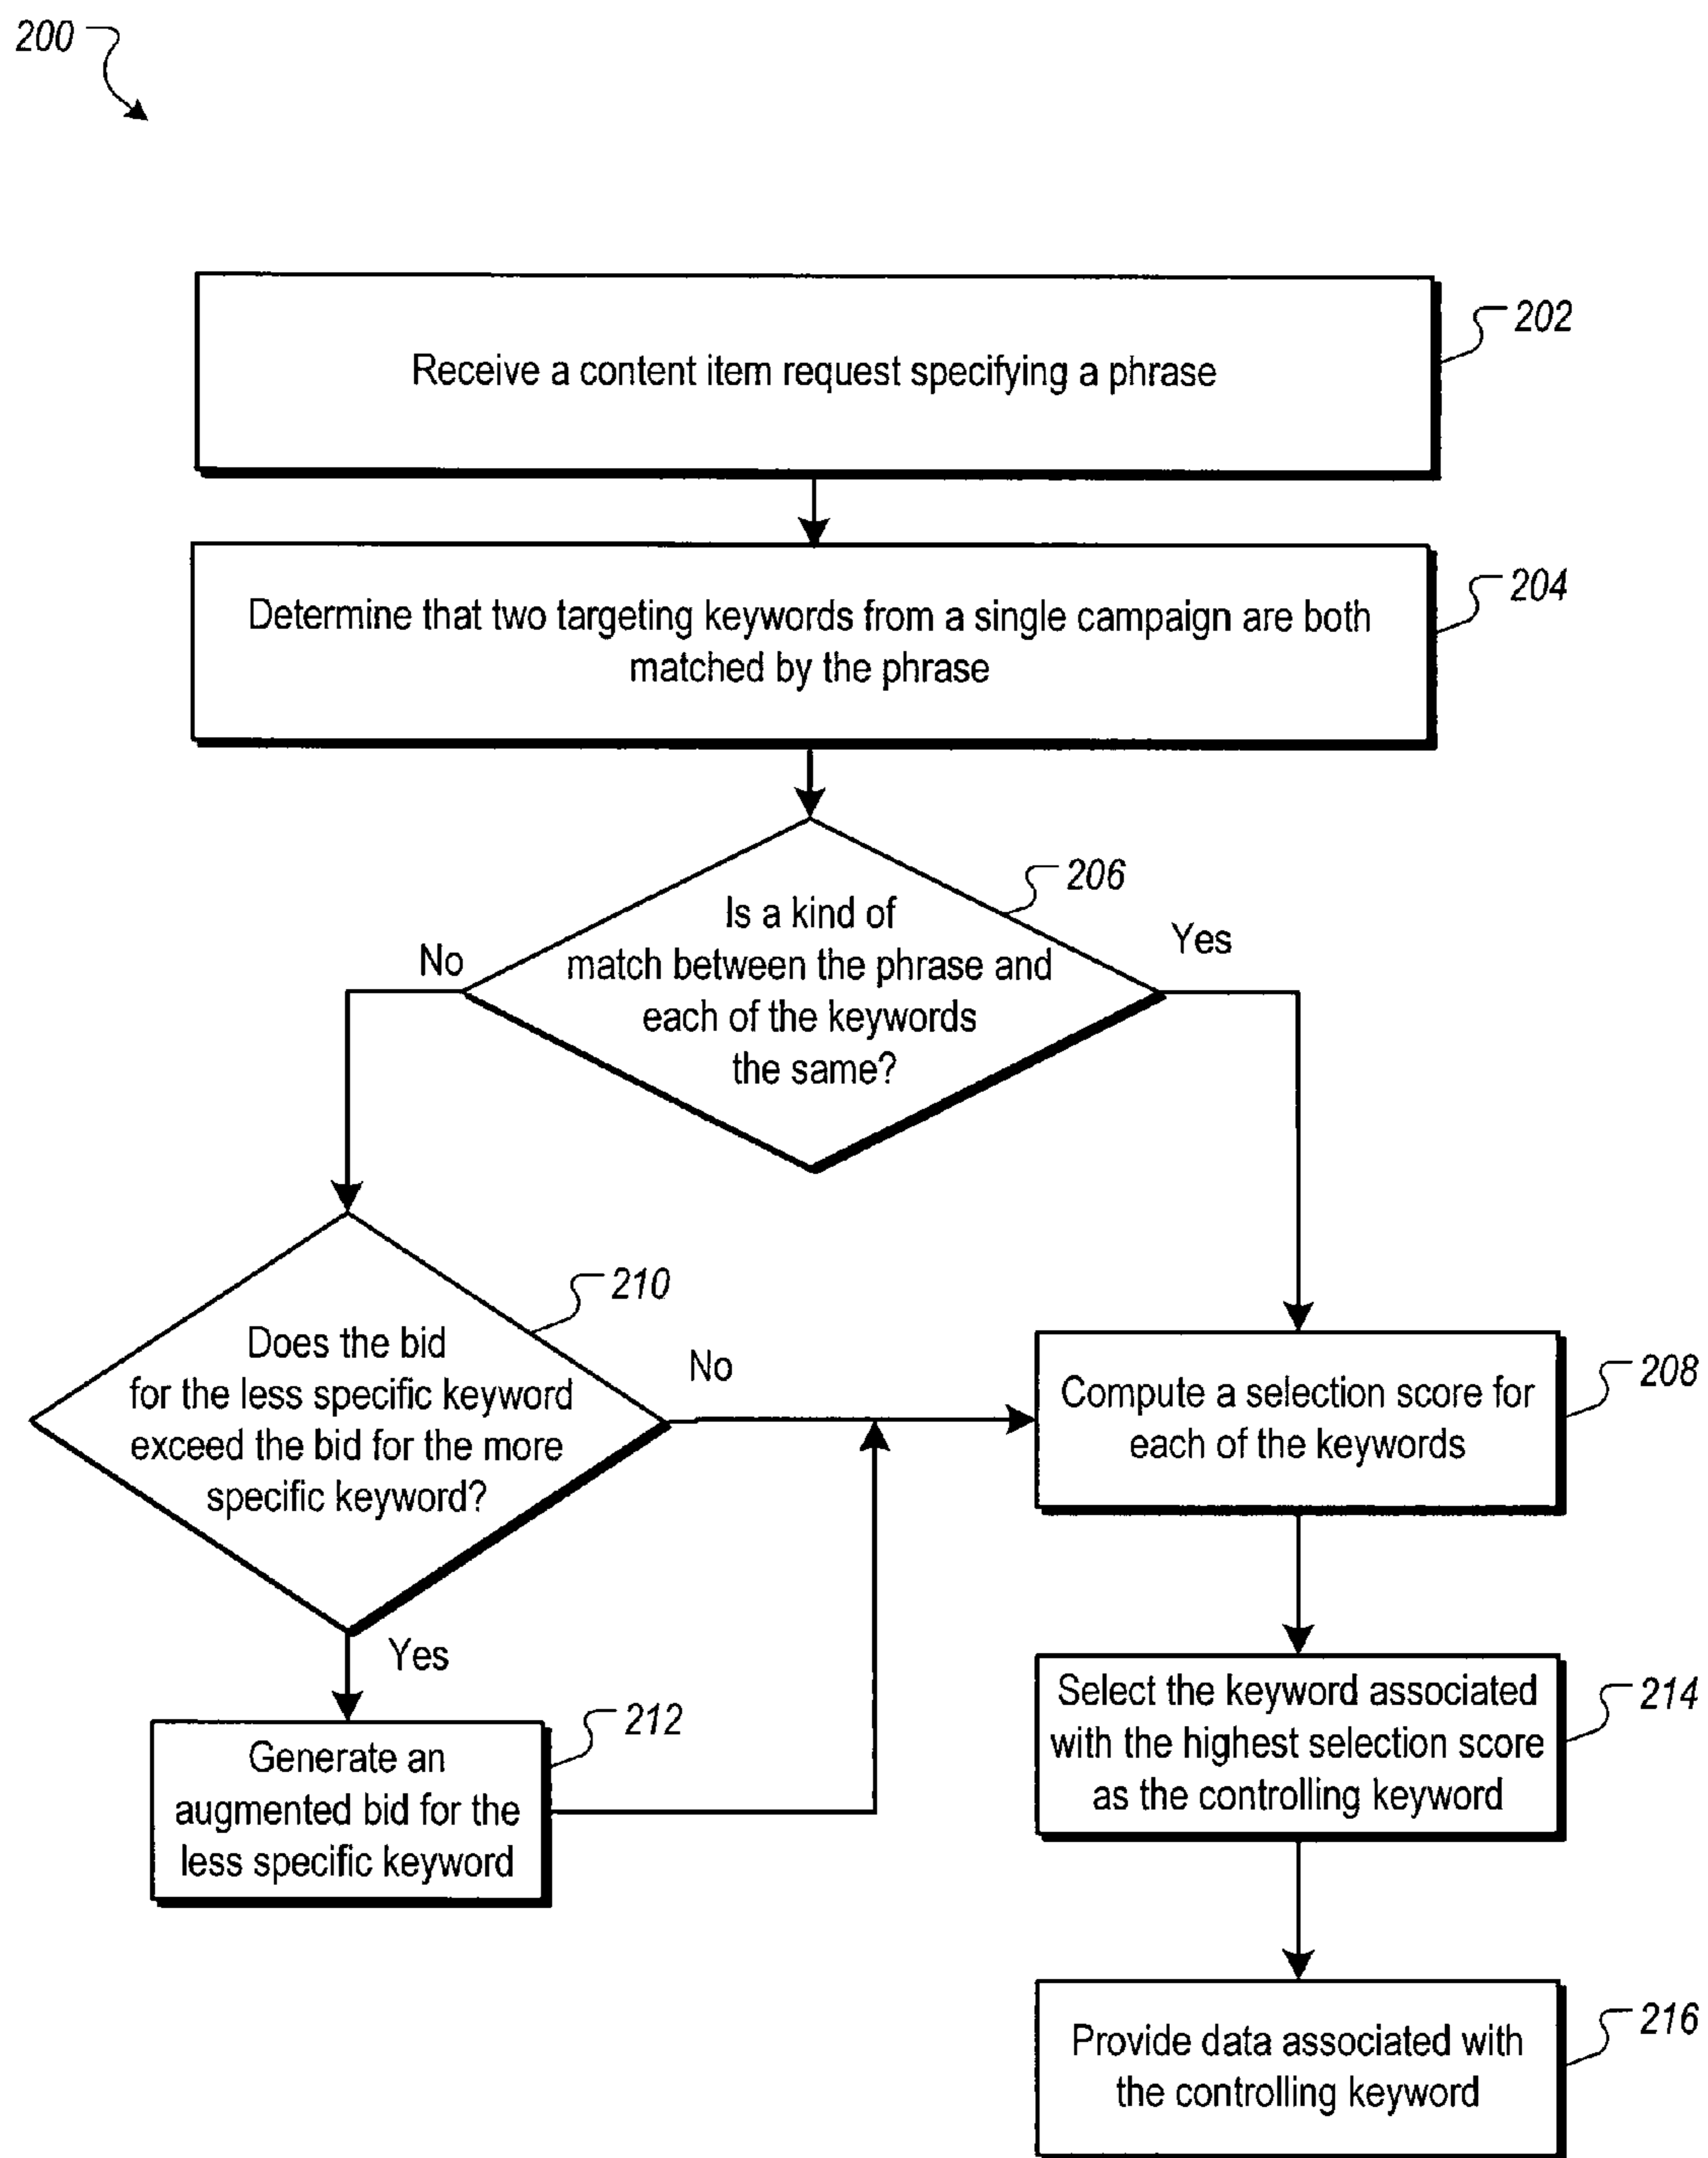 200
Receive a content item request specifying a phrase
202
Determine that two targeting keywords from a single campaign are both
matched by the phrase
204
206
Is a kind of
match between the phrase and
each of the keywords
the same?
No
Yes
210
Does the bid
for the less specific keyword
exceed the bid for the more
specific keyword?
No
Yes
208
Compute a selection score for
each of the keywords
212
Generate an
augmented bid for the
less specific keyword
214
Select the keyword associated
with the highest selection score
as the controlling keyword
216
Provide data associated with
the controlling keyword